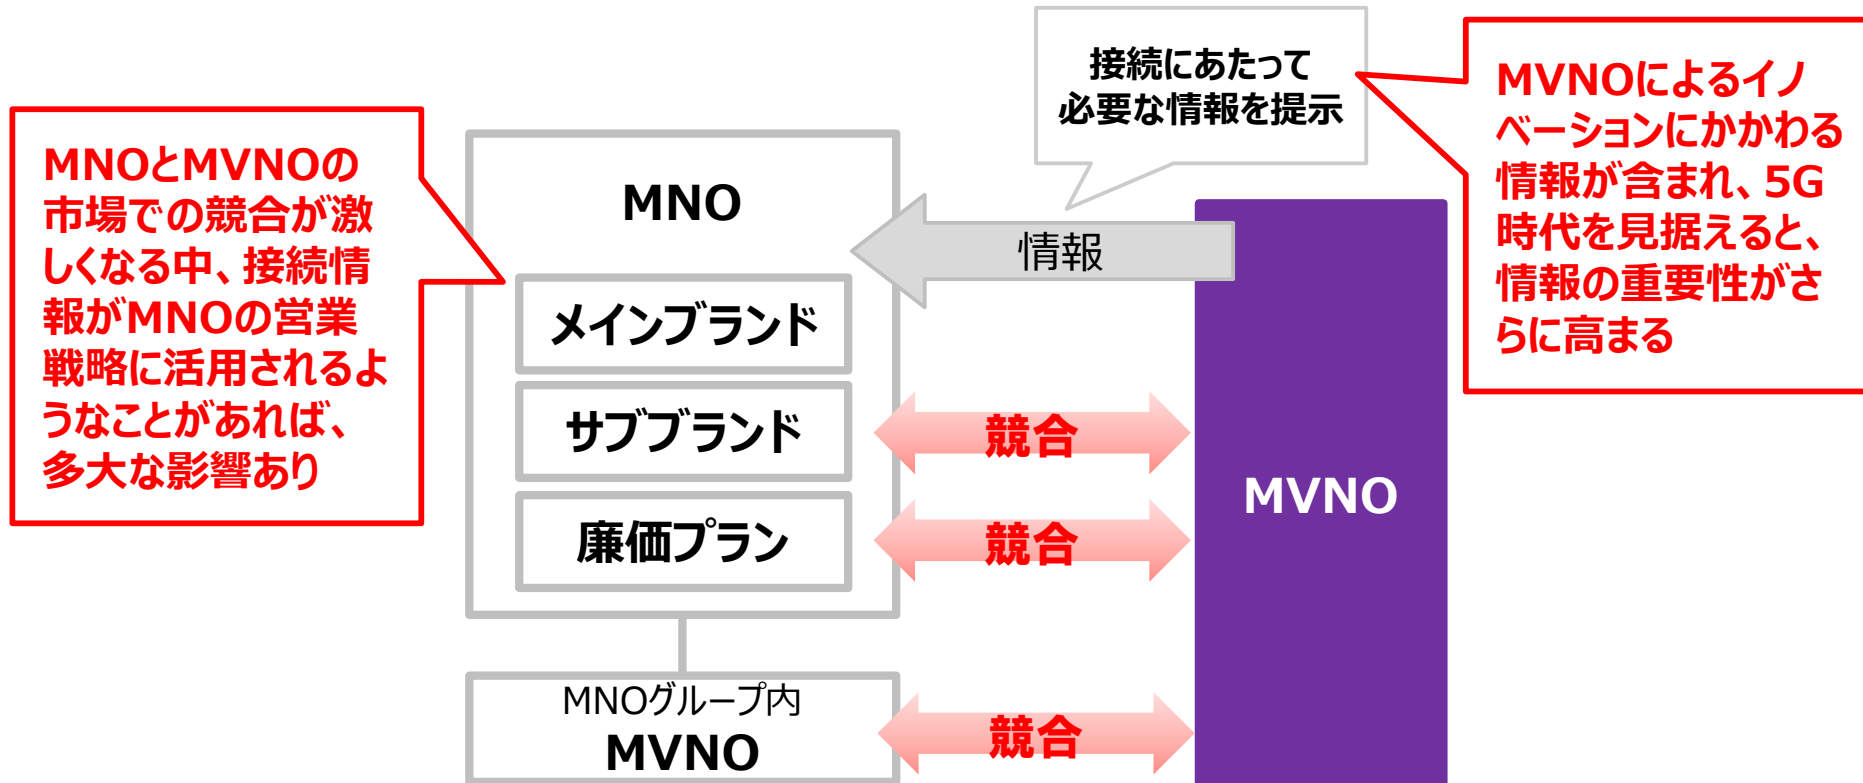 接続にあたって
必要な情報を提示
MVNOによるイノ
ベーションにかかわる
情報が含まれ、5G
時代を見据えると、
情報の重要性がさ
らに高まる
MNOとMVNOの
市場での競合が激
しくなる中、接続情
報がMNOの営業
戦略に活用されるよ
うなことがあれば、
多大な影響あり
MNO
情報
メインブランド
サブブランド
競合
廉価プラン
競合
MVNO
MNOグループ内
MVNO
競合